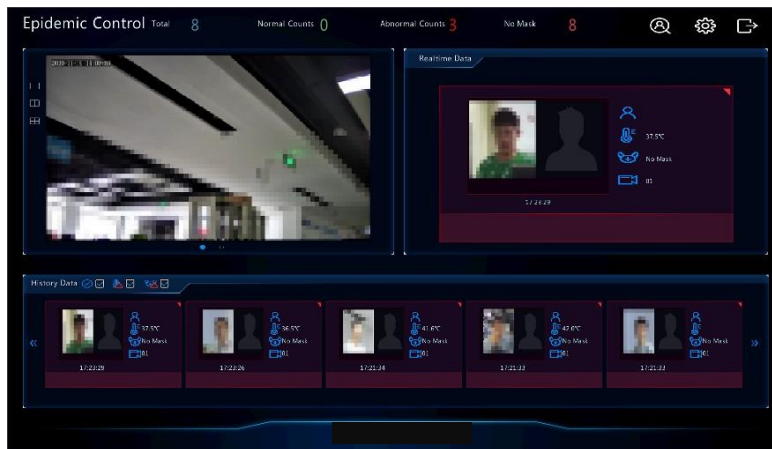 Epidemic Control Total 8 Normal Counts 0 Abnormal Counts 3 No Mask 8
Realtime Data
37.5℃
No Mask
01
17:23:29
History Data
37.5℃
No Mask
01
17:23:29
36.5℃
No Mask
01
17:23:26
41.6℃
No Mask
01
17:21:34
42.0℃
No Mask
01
17:21:33
No Mask
01
17:21:33